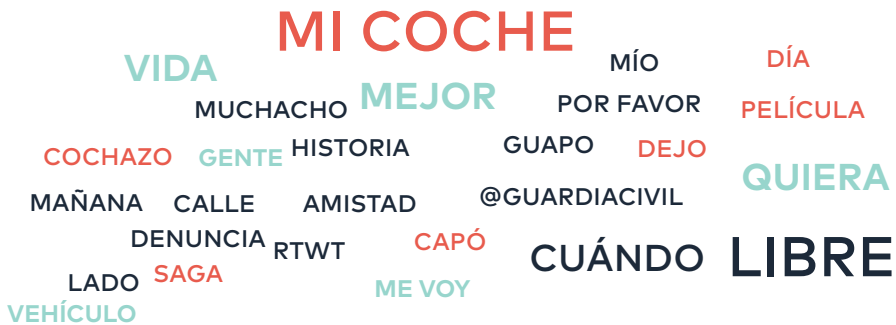 MI COCHE
VIDA MÍO DÍA
MUCHACHO MEJOR POR FAVOR PELÍCULA
COCHAZO GENTE HISTORIA GUAPO DEJO
QUIERA
MAÑANA CALLE AMISTAD @GUARDIACIVIL
DENUNCIA RTWT CAPÓ CUÁNDO LIBRE
LADO SAGA ME VOY
VEHÍCULO